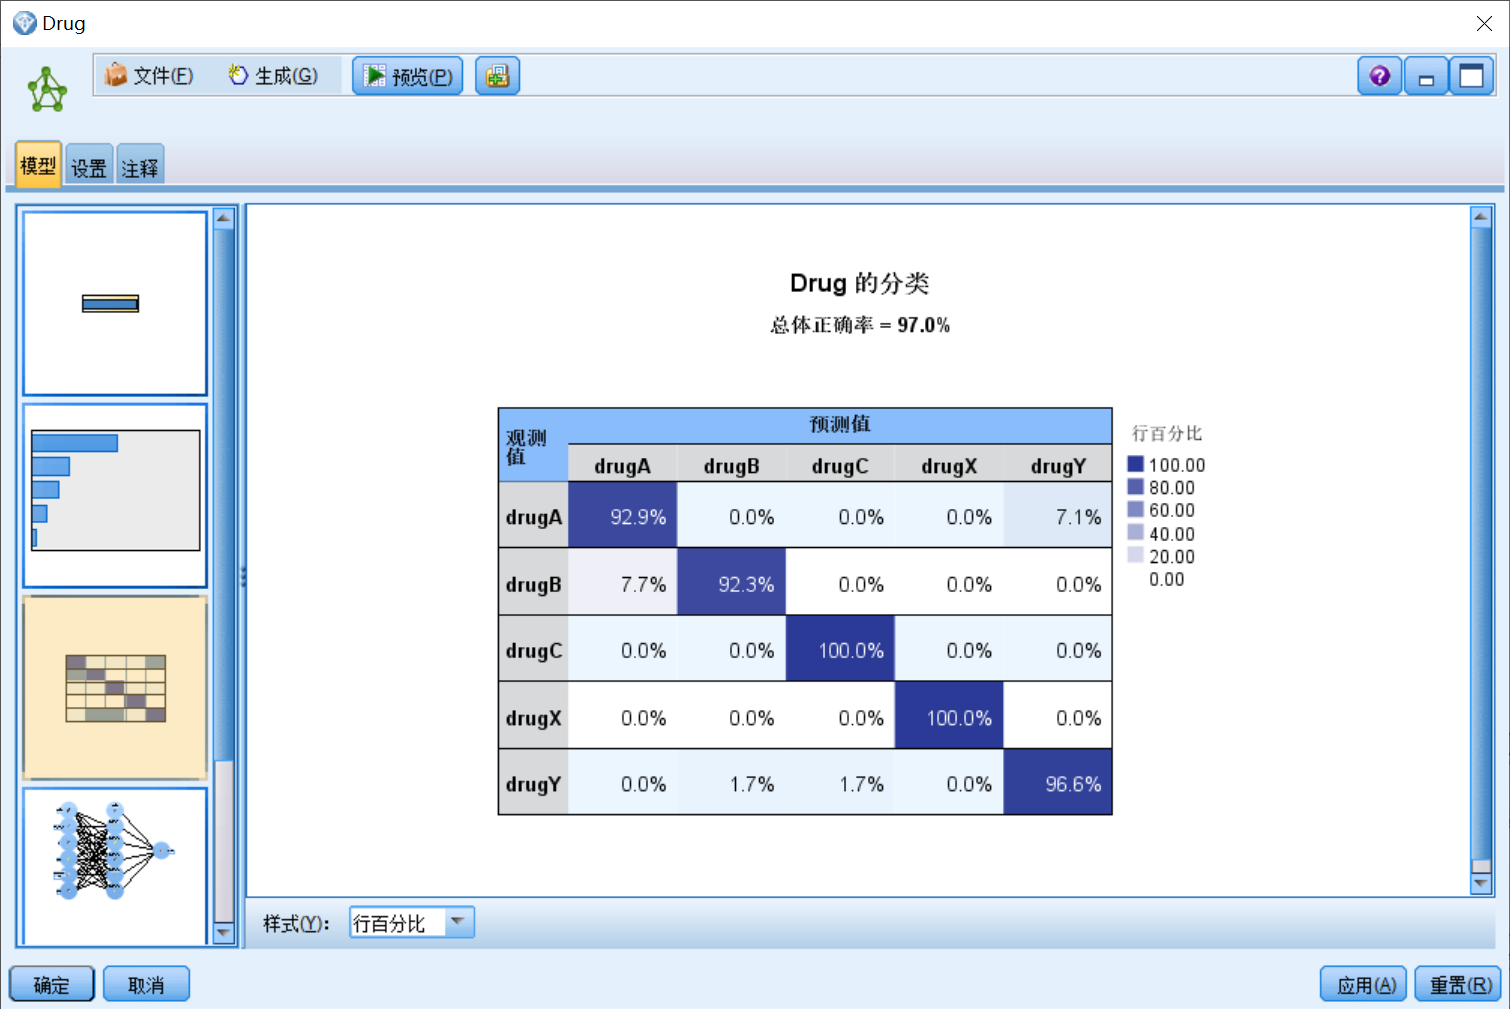 Drug
文件(F) 生成(G) 预览(P)
模型 设置 注释
Drug 的分类
总体正确率 = 97.0%
观测值 预测值
drugA drugB drugC drugX drugY
drugA 92.9% 0.0% 0.0% 0.0% 7.1%
drugB 7.7% 92.3% 0.0% 0.0% 0.0%
drugC 0.0% 0.0% 100.0% 0.0% 0.0%
drugX 0.0% 0.0% 0.0% 100.0% 0.0%
drugY 0.0% 1.7% 1.7% 0.0% 96.6%
行百分比
100.00
80.00
60.00
40.00
20.00
0.00
样式(Y): 行百分比
确定 取消 应用(A) 重置(R)